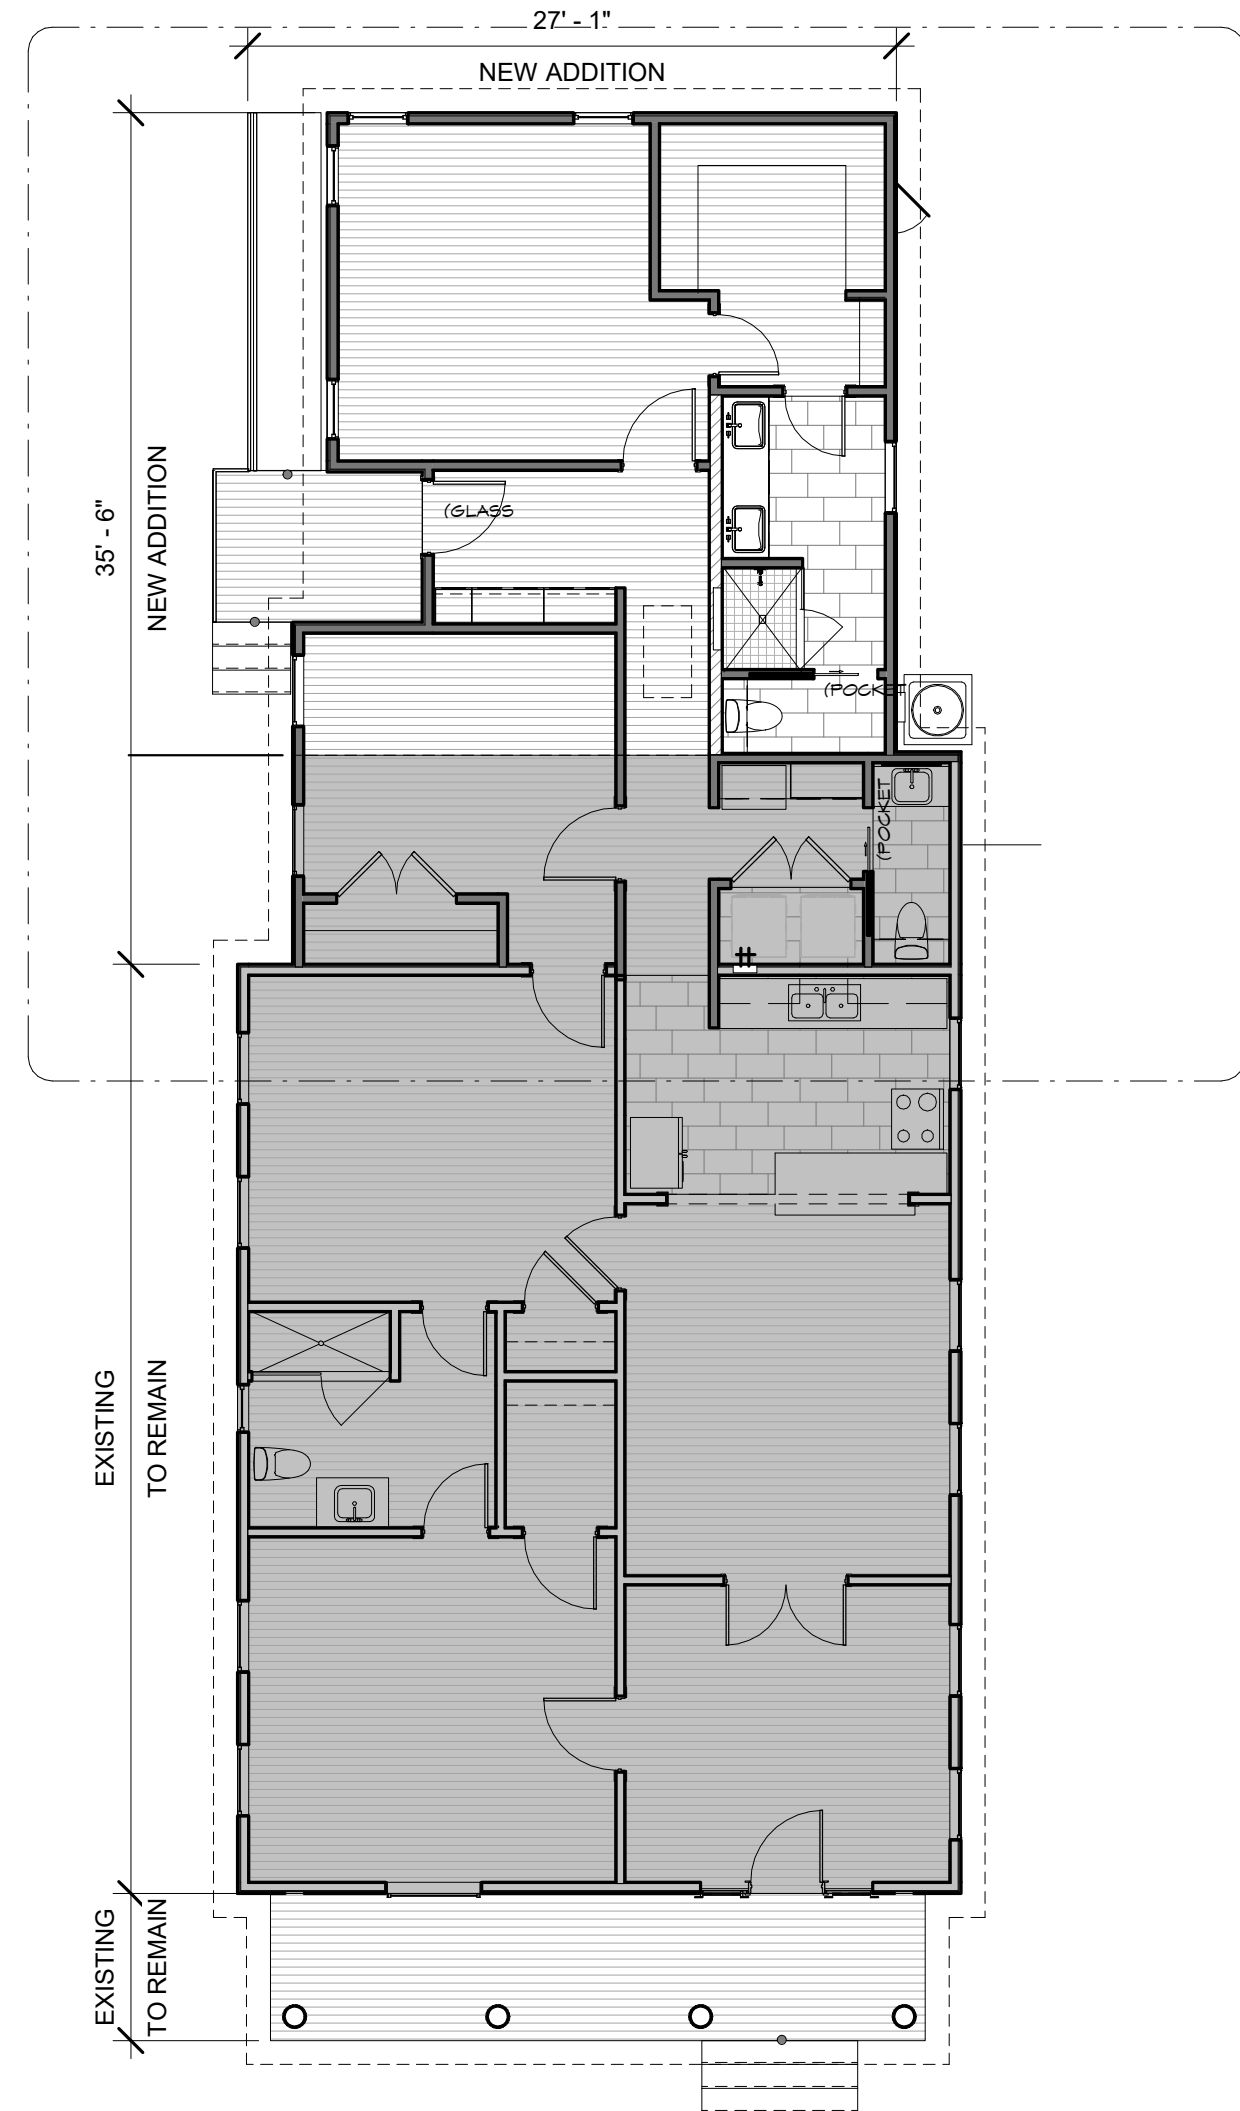 27' - 1"
NEW ADDITION
35' - 6"
NEW ADDITION
(GLASS
(POCKET
(POCKET
EXISTING
TO REMAIN
EXISTING
TO REMAIN